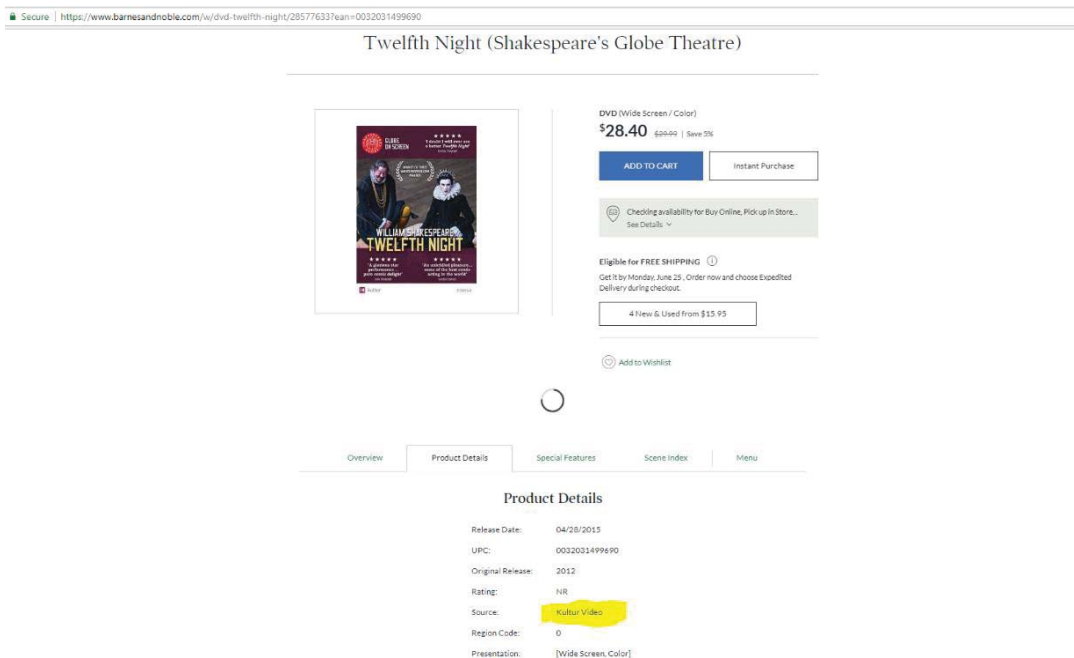 Secure | https://www.barnesandnoble.com/w/dvd-twelfth-night/28577633?ean=0032031499690
Twelfth Night (Shakespeare's Globe Theatre)
GLOBE
ON SCREEN
WILLIAM SHAKESPEARE
TWELFTH NIGHT
DVD (Wide Screen / Color)
$28.40 $29.99 | Save 5%
ADD TO CART
Instant Purchase
Checking availability for Buy Online, Pick up in Store...
See Details
Eligible for FREE SHIPPING
Get it by Monday, June 25 , Order now and choose Expedited
Delivery during checkout.
4 New & Used from $15.95
Add to Wishlist
Overview
Product Details
Special Features
Scene Index
Menu
Product Details
Release Date: 04/28/2015
UPC: 0032031499690
Original Release: 2012
Rating: NR
Source: Kultur Video
Region Code: 0
Presentation: [Wide Screen, Color]